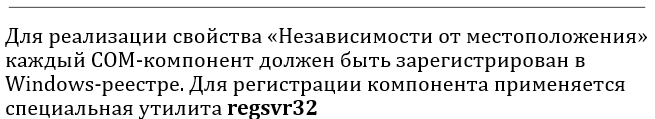 Для реализации свойства «Независимости от местоположения»
каждый COM-компонент должен быть зарегистрирован в
Windows-реестре. Для регистрации компонента применяется
специальная утилита regsvr32